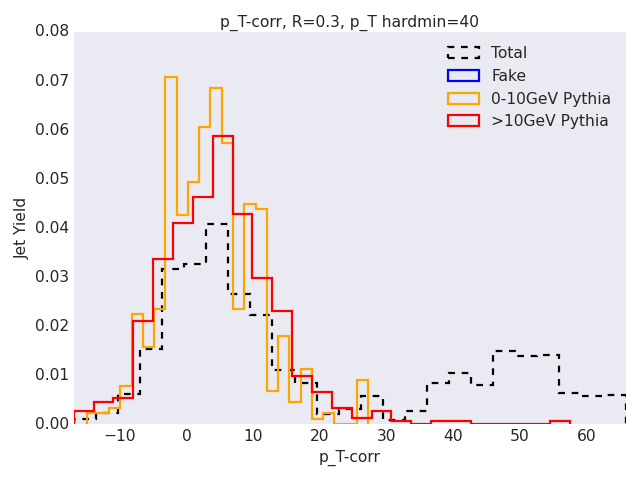 p_T-corr, R=0.3, p_T hardmin=40
0.08
0.07
0.06
0.05
0.04
0.03
0.02
0.01
0.00
Jet Yield
Total
Fake
0-10GeV Pythia
>10GeV Pythia
−10 0 10 20 30 40 50 60
p_T-corr